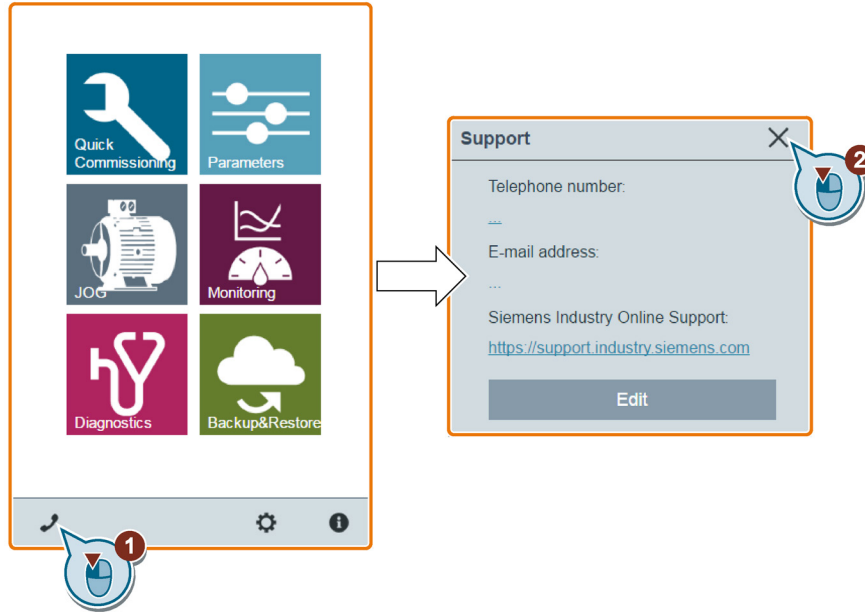 Quick
Commissioning
Parameters
JOG
Monitoring
Diagnostics
Backup&Restore
1
Support
2
Telephone number:
...
E-mail address:
...
Siemens Industry Online Support:
https://support.industry.siemens.com
Edit